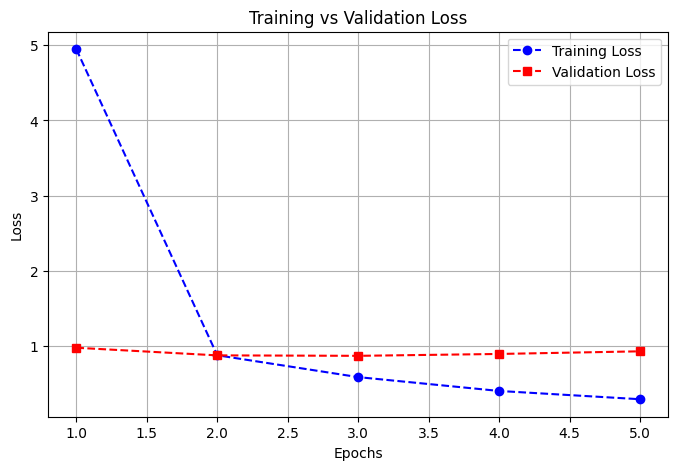 Training vs Validation Loss
Training Loss
Validation Loss
5
4
3
2
1
Loss
1.0 1.5 2.0 2.5 3.0 3.5 4.0 4.5 5.0
Epochs